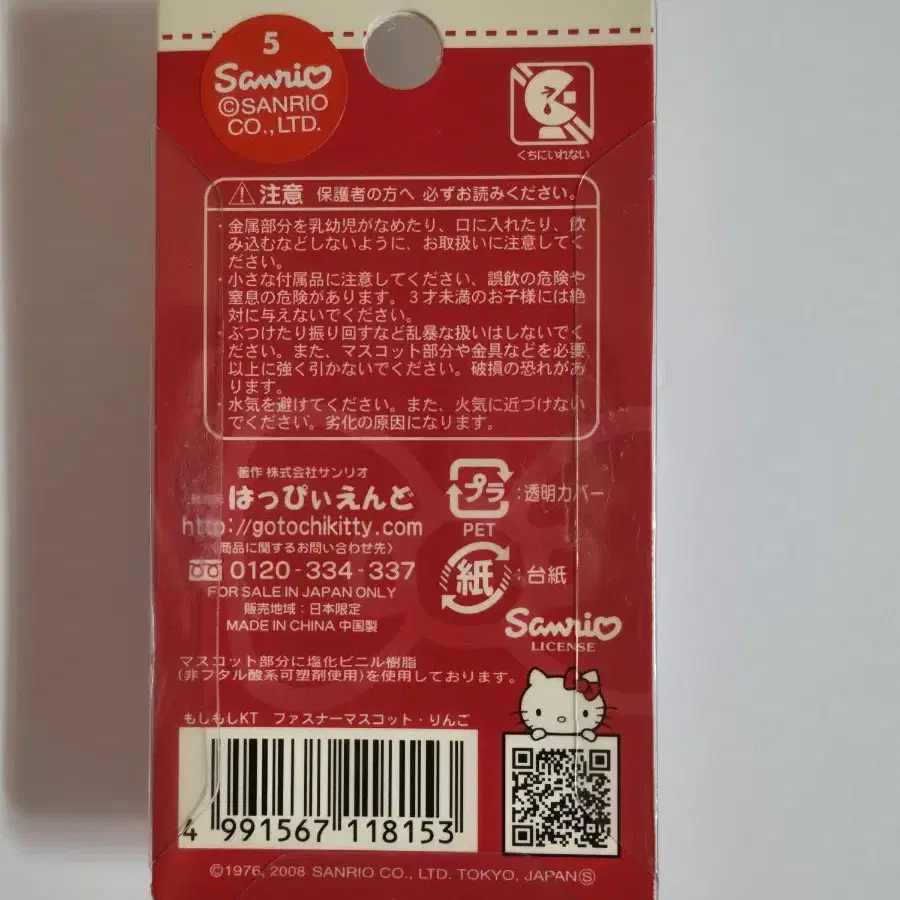 5
Sanrio
©SANRIO
CO.,LTD.
くちにいれない
注意 保護者の方へ 必ずお読みください。
・金属部分を乳幼児がなめたり、口に入れたり、飲
み込むなどしないように、お取扱いに注意してく
ださい。
・小さな付属品に注意してください、誤飲の危険や
窒息の危険があります。3才未満のお子様には絶
対に与えないでください。
・ぶつけたり振り回すなど乱暴な扱いはしないでく
ださい。また、マスコット部分や金具などを必要
以上に強く引かないでください。破損の恐れがあ
ります。
・水気を避けてください。また、火気に近づけない
でください。劣化の原因になります。
著作 株式会社サンリオ
はっぴぃえんど
http://gotochikitty.com
〈商品に関するお問い合わせ先〉
0120-334-337
FOR SALE IN JAPAN ONLY
販売地域：日本限定
MADE IN CHINA 中国製
プラ：透明カバー
PET
紙：台紙
Sanrio
LICENSE
マスコット部分に塩化ビニル樹脂
(非フタル酸系可塑剤使用)を使用しております。
もしもしKT ファスナーマスコット・りんご
4 991567 118153
©1976, 2008 SANRIO CO., LTD. TOKYO, JAPAN Ⓢ